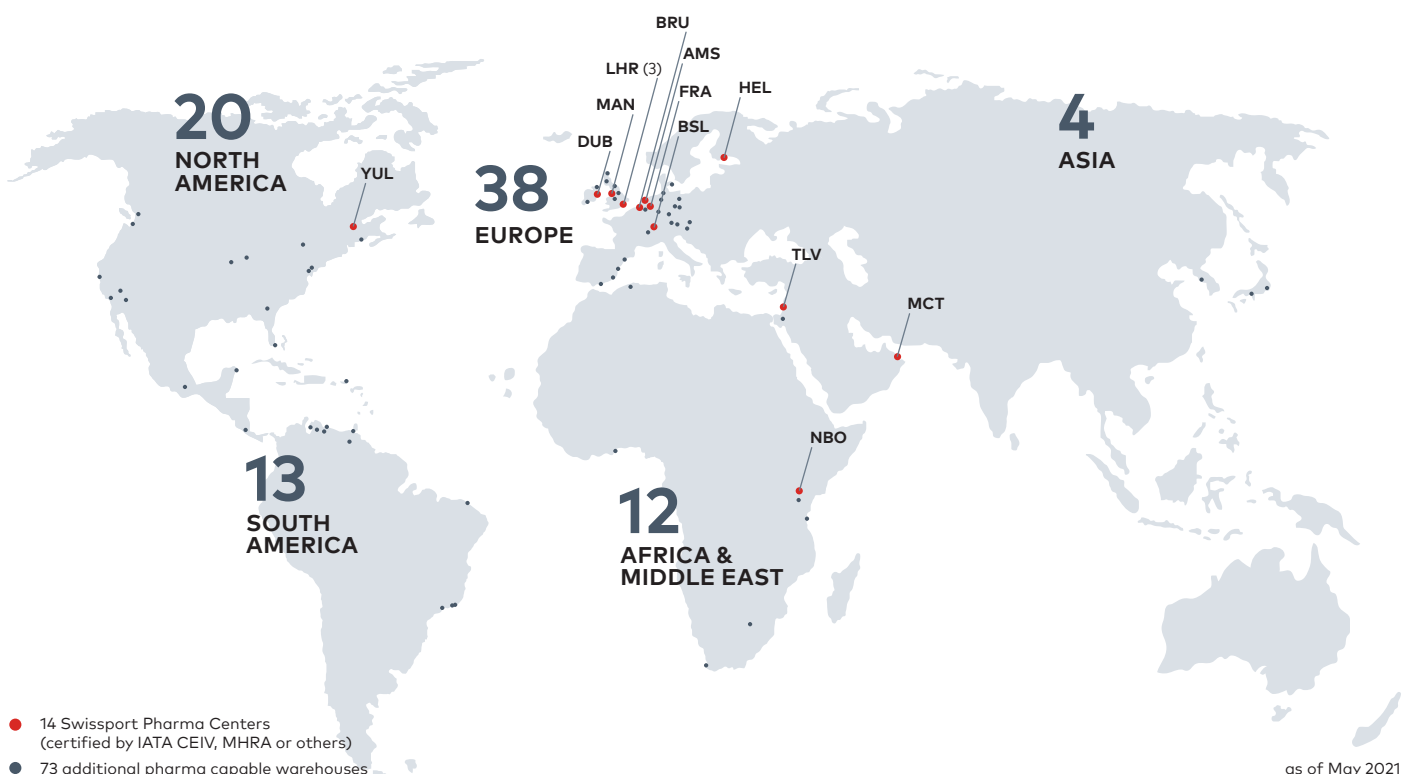 BRU
AMS
LHR (3)
FRA
HEL
MAN
BSL
DUB
20
NORTH
AMERICA
YUL
38
EUROPE
4
ASIA
TLV
MCT
NBO
13
SOUTH
AMERICA
12
AFRICA &
MIDDLE EAST
14 Swissport Pharma Centers
(certified by IATA CEIV, MHRA or others)
73 additional pharma capable warehouses
as of May 2021